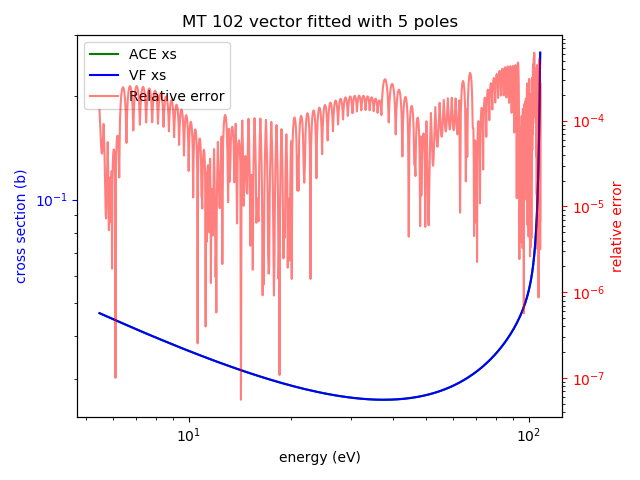 MT 102 vector fitted with 5 poles
ACE xs
VF xs
Relative error
cross section (b)
10⁻¹
10⁻⁴
10⁻⁵
10⁻⁶
10⁻⁷
relative error
10¹
10²
energy (eV)